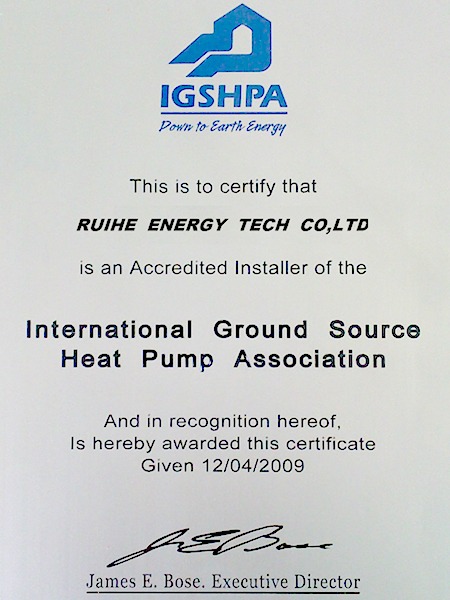 IGSHPA
Down to Earth Energy
This is to certify that
RUIHE ENERGY TECH CO,LTD
is an Accredited Installer of the
International Ground Source
Heat Pump Association
And in recognition hereof,
Is hereby awarded this certificate
Given 12/04/2009
James E. Bose
James E. Bose. Executive Director